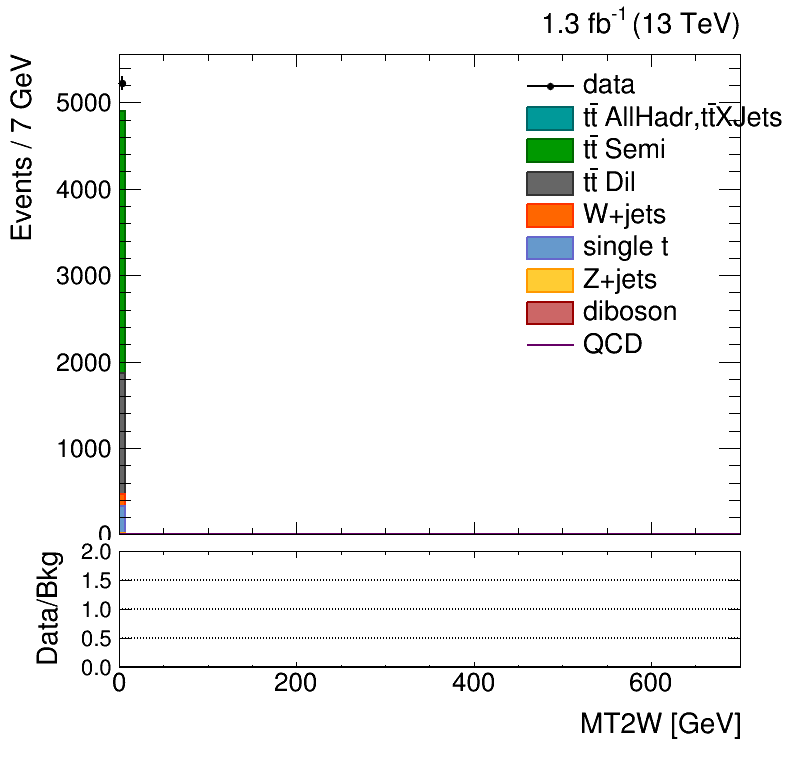 1.3 fb-1 (13 TeV)
Events / 7 GeV
5000
4000
3000
2000
1000
0
data
tt̄ AllHadr,tt̄XJets
tt̄ Semi
tt̄ Dil
W+jets
single t
Z+jets
diboson
QCD
Data/Bkg
2.0
1.5
1.0
0.5
0.0
0 200 400 600
MT2W [GeV]